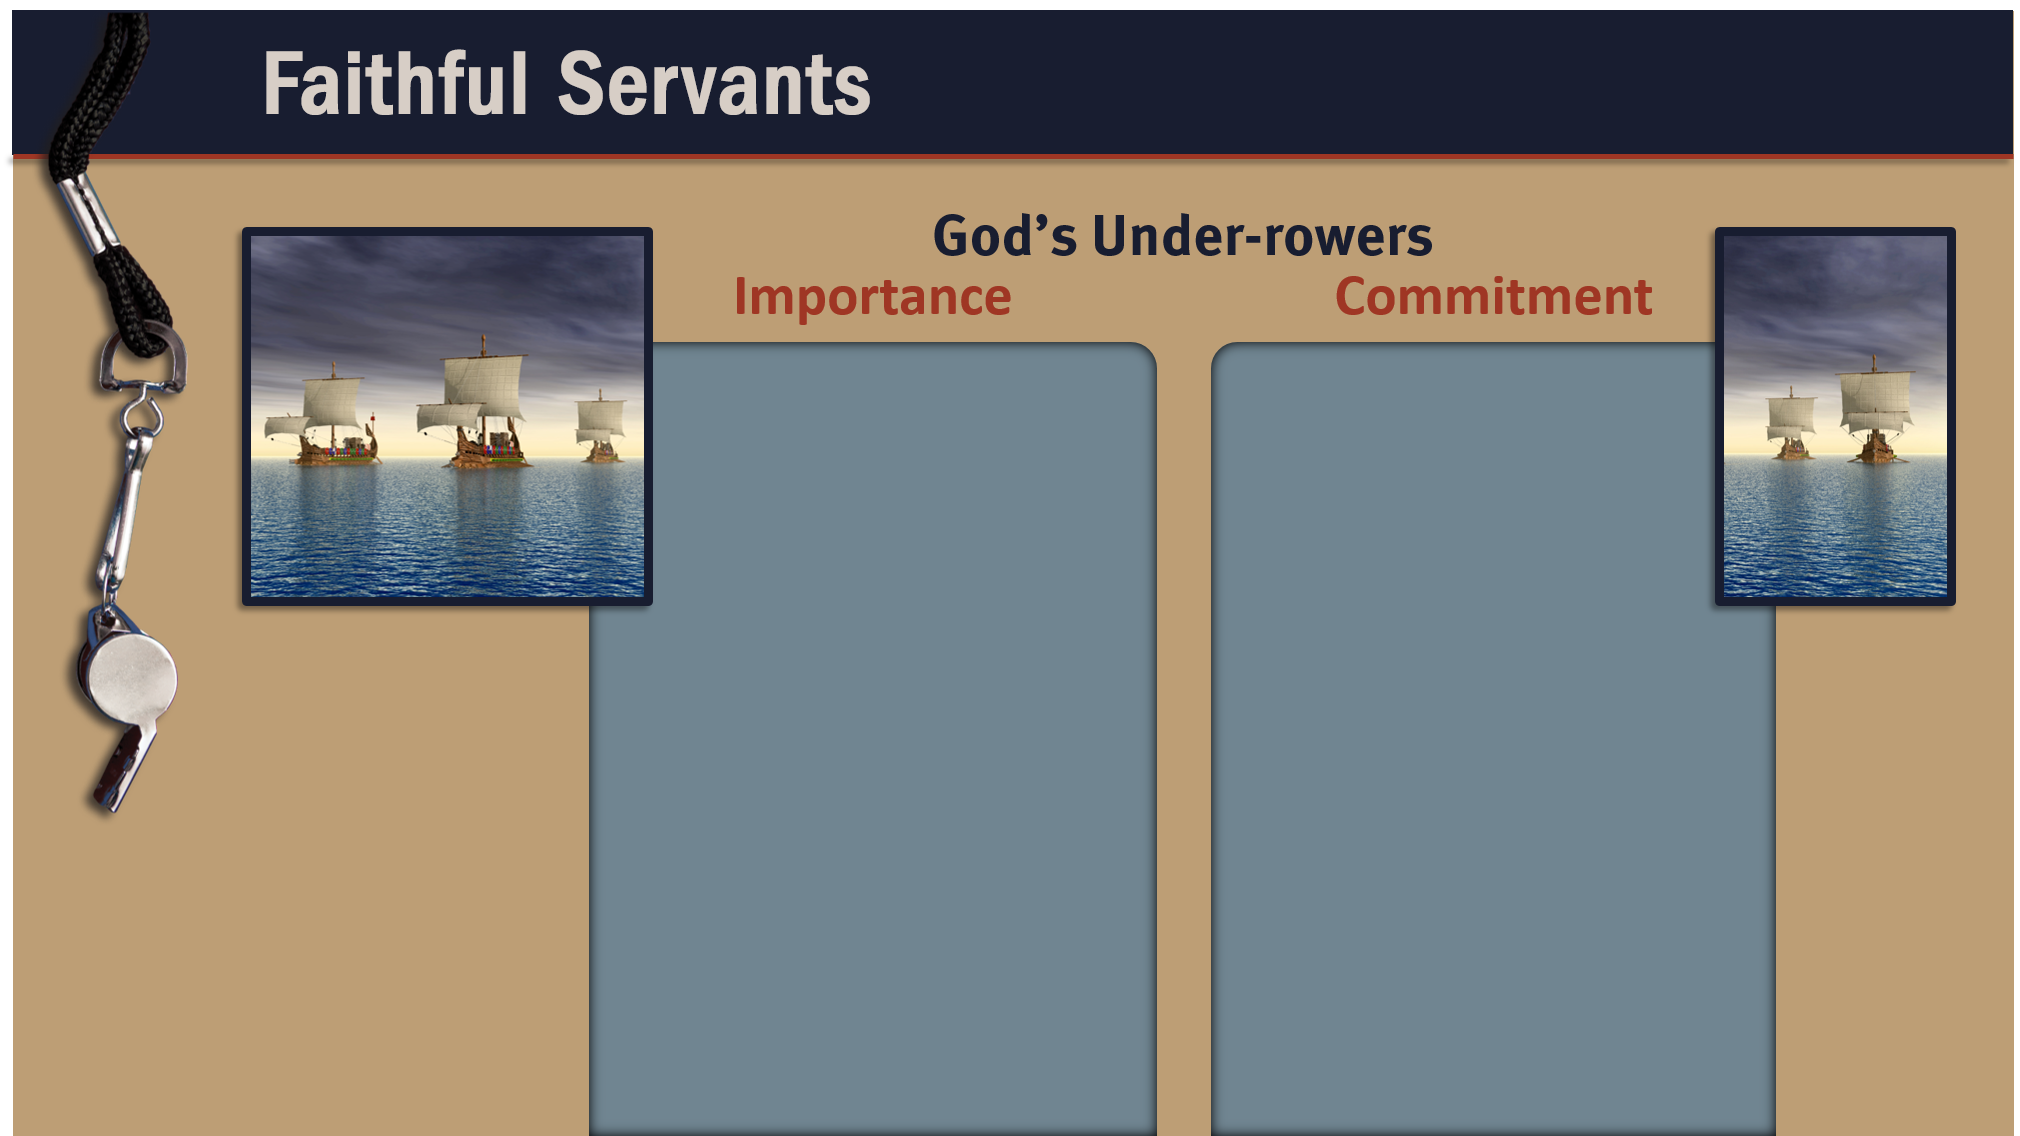 Faithful Servants
God's Under-rowers
Importance
Commitment